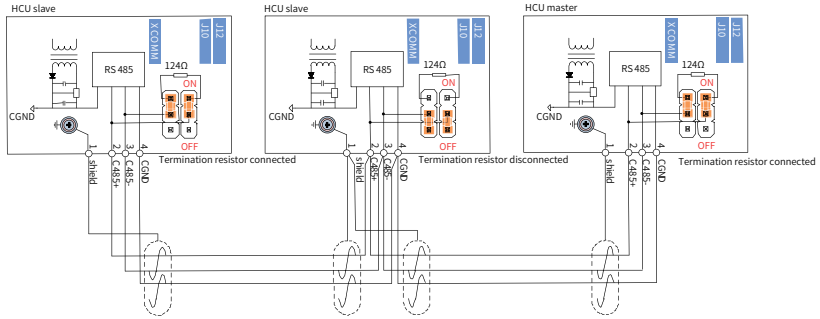 HCU slave
XCOMM
J10
J12
RS 485
124Ω
ON
CGND
OFF
1
2
3
4
shield
C485+
C485-
CGND
Termination resistor connected
HCU slave
XCOMM
J10
J12
RS 485
124Ω
ON
CGND
OFF
1
2
3
4
shield
C485+
C485-
CGND
Termination resistor disconnected
HCU master
XCOMM
J10
J12
RS 485
124Ω
ON
CGND
OFF
1
2
3
4
shield
C485+
C485-
CGND
Termination resistor connected